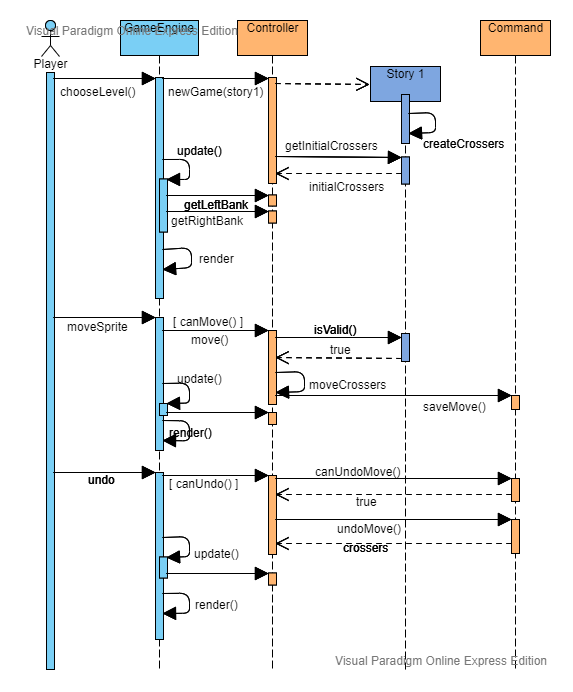 Visual Paradigm Online Express Edition
GameEngine
Controller
Command
Player
Story 1
chooseLevel()
newGame(story1)
createCrossers
getInitialCrossers
update()
initialCrossers
getLeftBank
getRightBank
render
moveSprite
[ canMove() ]
move()
isValid()
true
update()
moveCrossers
saveMove()
render()
undo
[ canUndo() ]
canUndoMove()
true
undoMove()
crossers
update()
render()
Visual Paradigm Online Express Edition